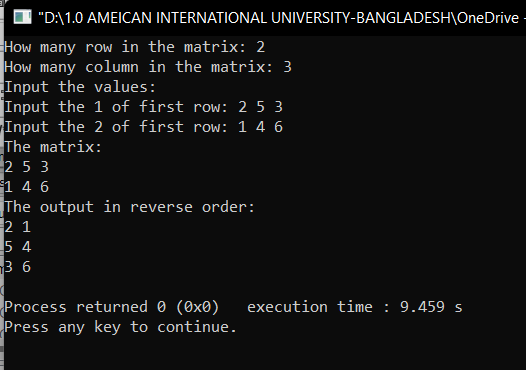 "D:\1.0 AMEICAN INTERNATIONAL UNIVERSITY-BANGLADESH\OneDrive -
How many row in the matrix: 2
How many column in the matrix: 3
Input the values:
Input the 1 of first row: 2 5 3
Input the 2 of first row: 1 4 6
The matrix:
2 5 3
1 4 6
The output in reverse order:
2 1
5 4
3 6
Process returned 0 (0x0)   execution time : 9.459 s
Press any key to continue.